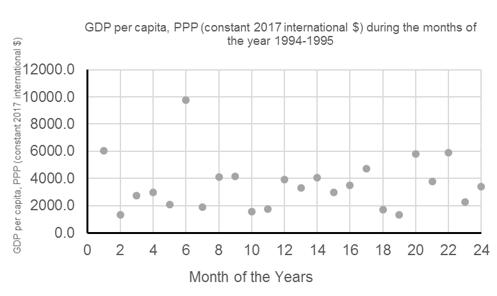 GDP per capita, PPP (constant 2017 international $) during the months of
the year 1994-1995
GDP per capita, PPP (constant 2017 international $)
12000.0
10000.0
8000.0
6000.0
4000.0
2000.0
0.0
0 2 4 6 8 10 12 14 16 18 20 22 24
Month of the Years